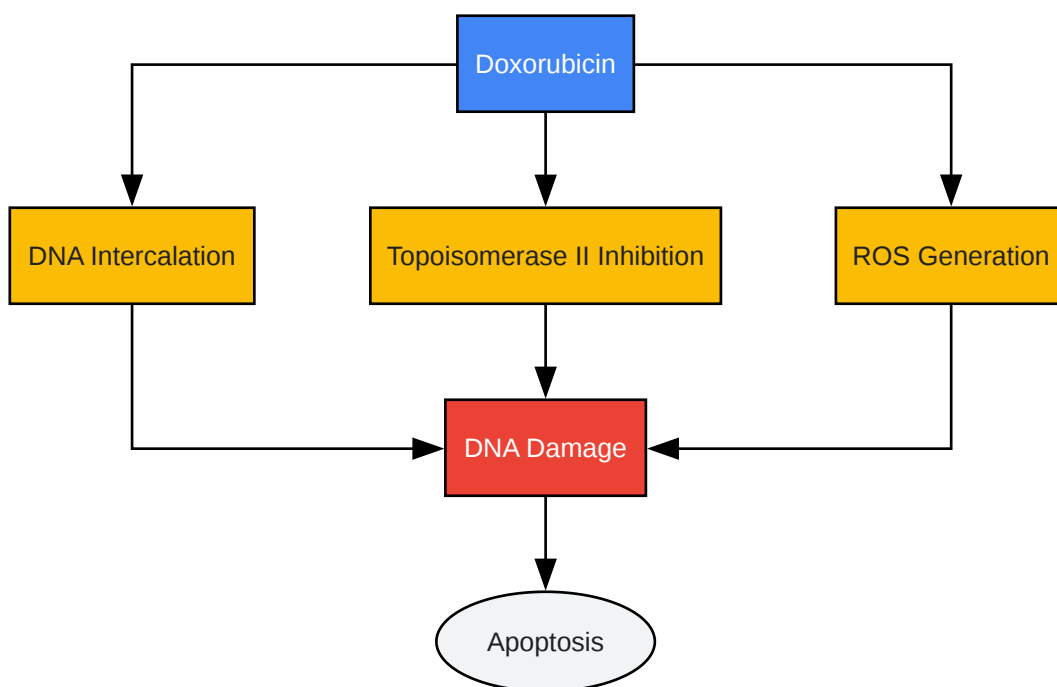 Doxorubicin
DNA Intercalation
Topoisomerase II Inhibition
ROS Generation
DNA Damage
Apoptosis